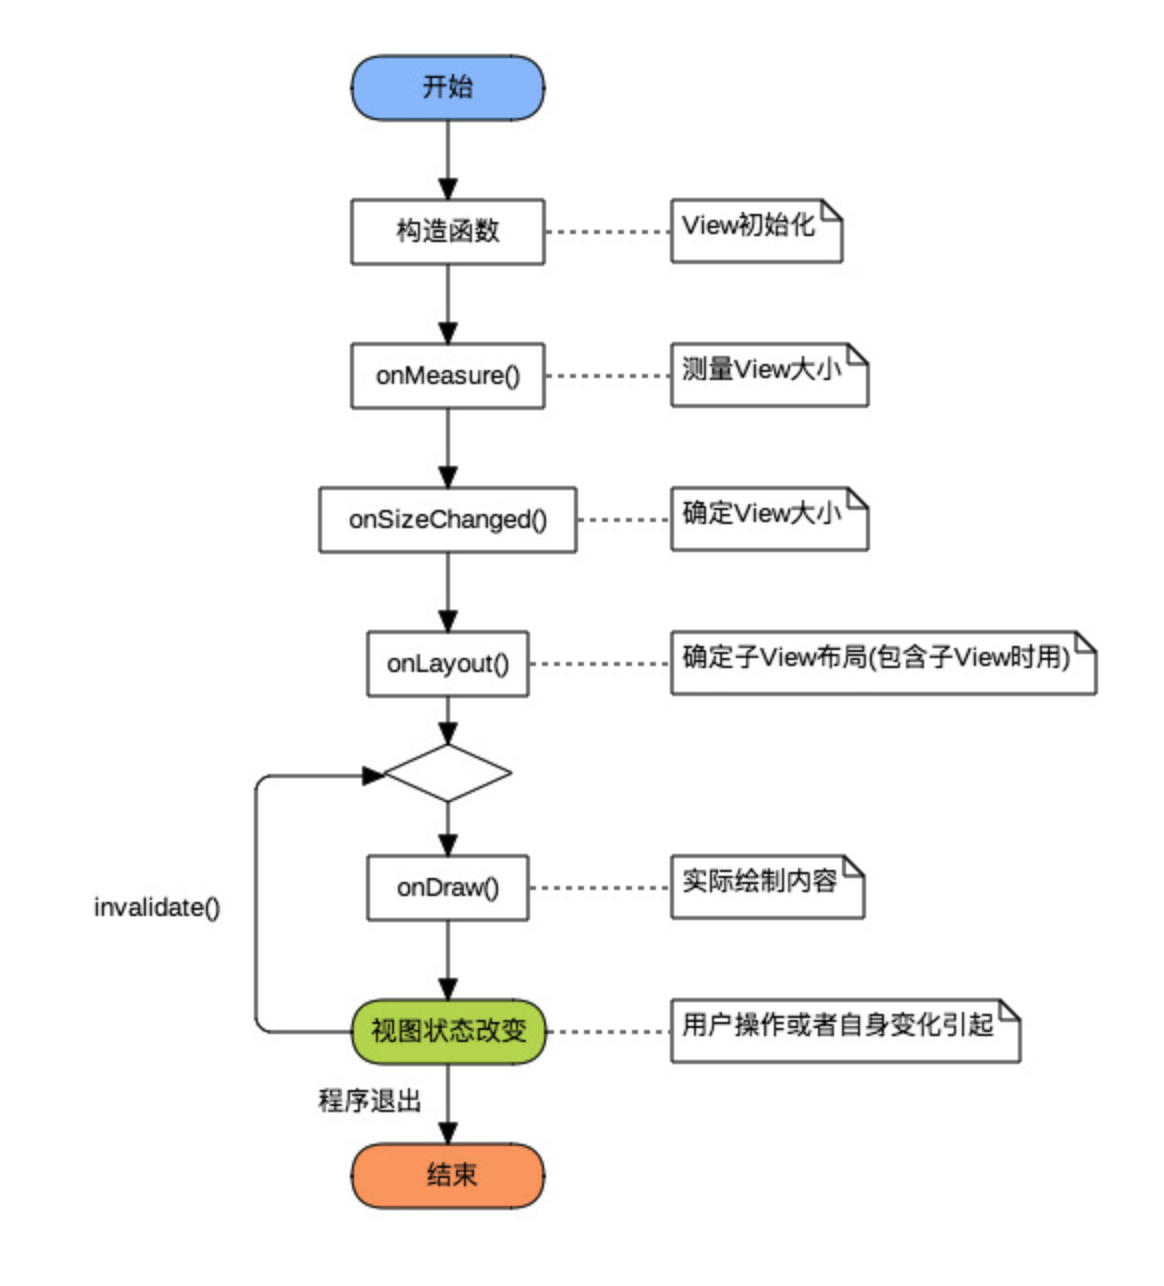 开始
构造函数
View初始化
onMeasure()
测量View大小
onSizeChanged()
确定View大小
onLayout()
确定子View布局(包含子View时用)
onDraw()
实际绘制内容
invalidate()
视图状态改变
用户操作或者自身变化引起
程序退出
结束